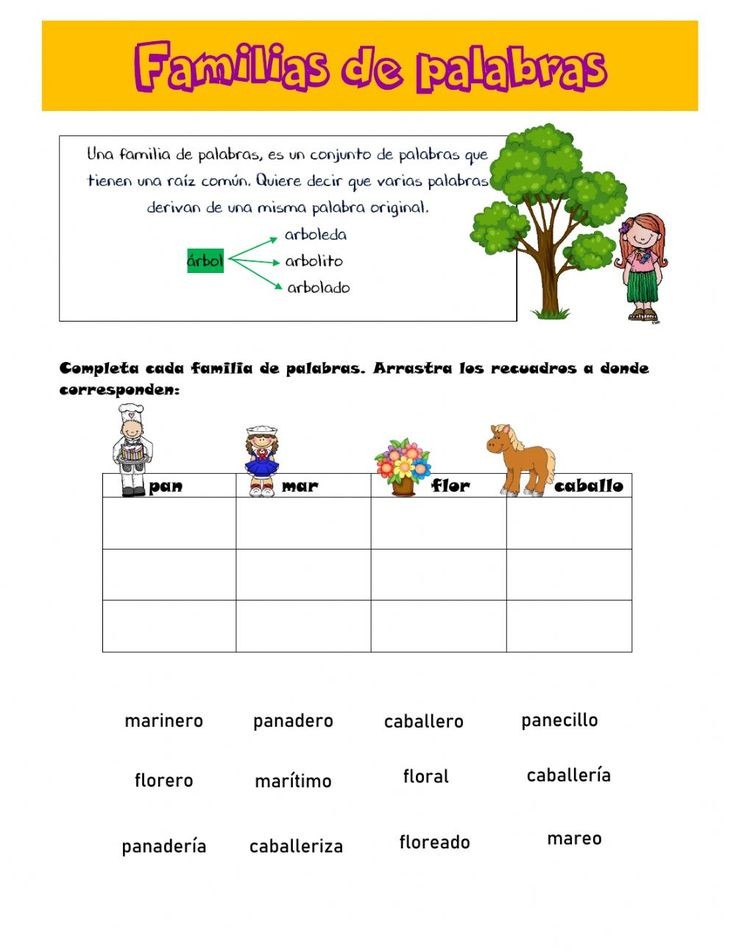 Familias de palabras
Una familia de palabras, es un conjunto de palabras que
tienen una raíz común. Quiere decir que varias palabras
derivan de una misma palabra original.
arboleda
árbol arbolito
arbolado
Completa cada familia de palabras. Arrastra los recuadros a donde
corresponden:
pan mar flor caballo
marinero panadero caballero panecillo
florero marítimo floral caballería
panadería caballeriza floreado mareo